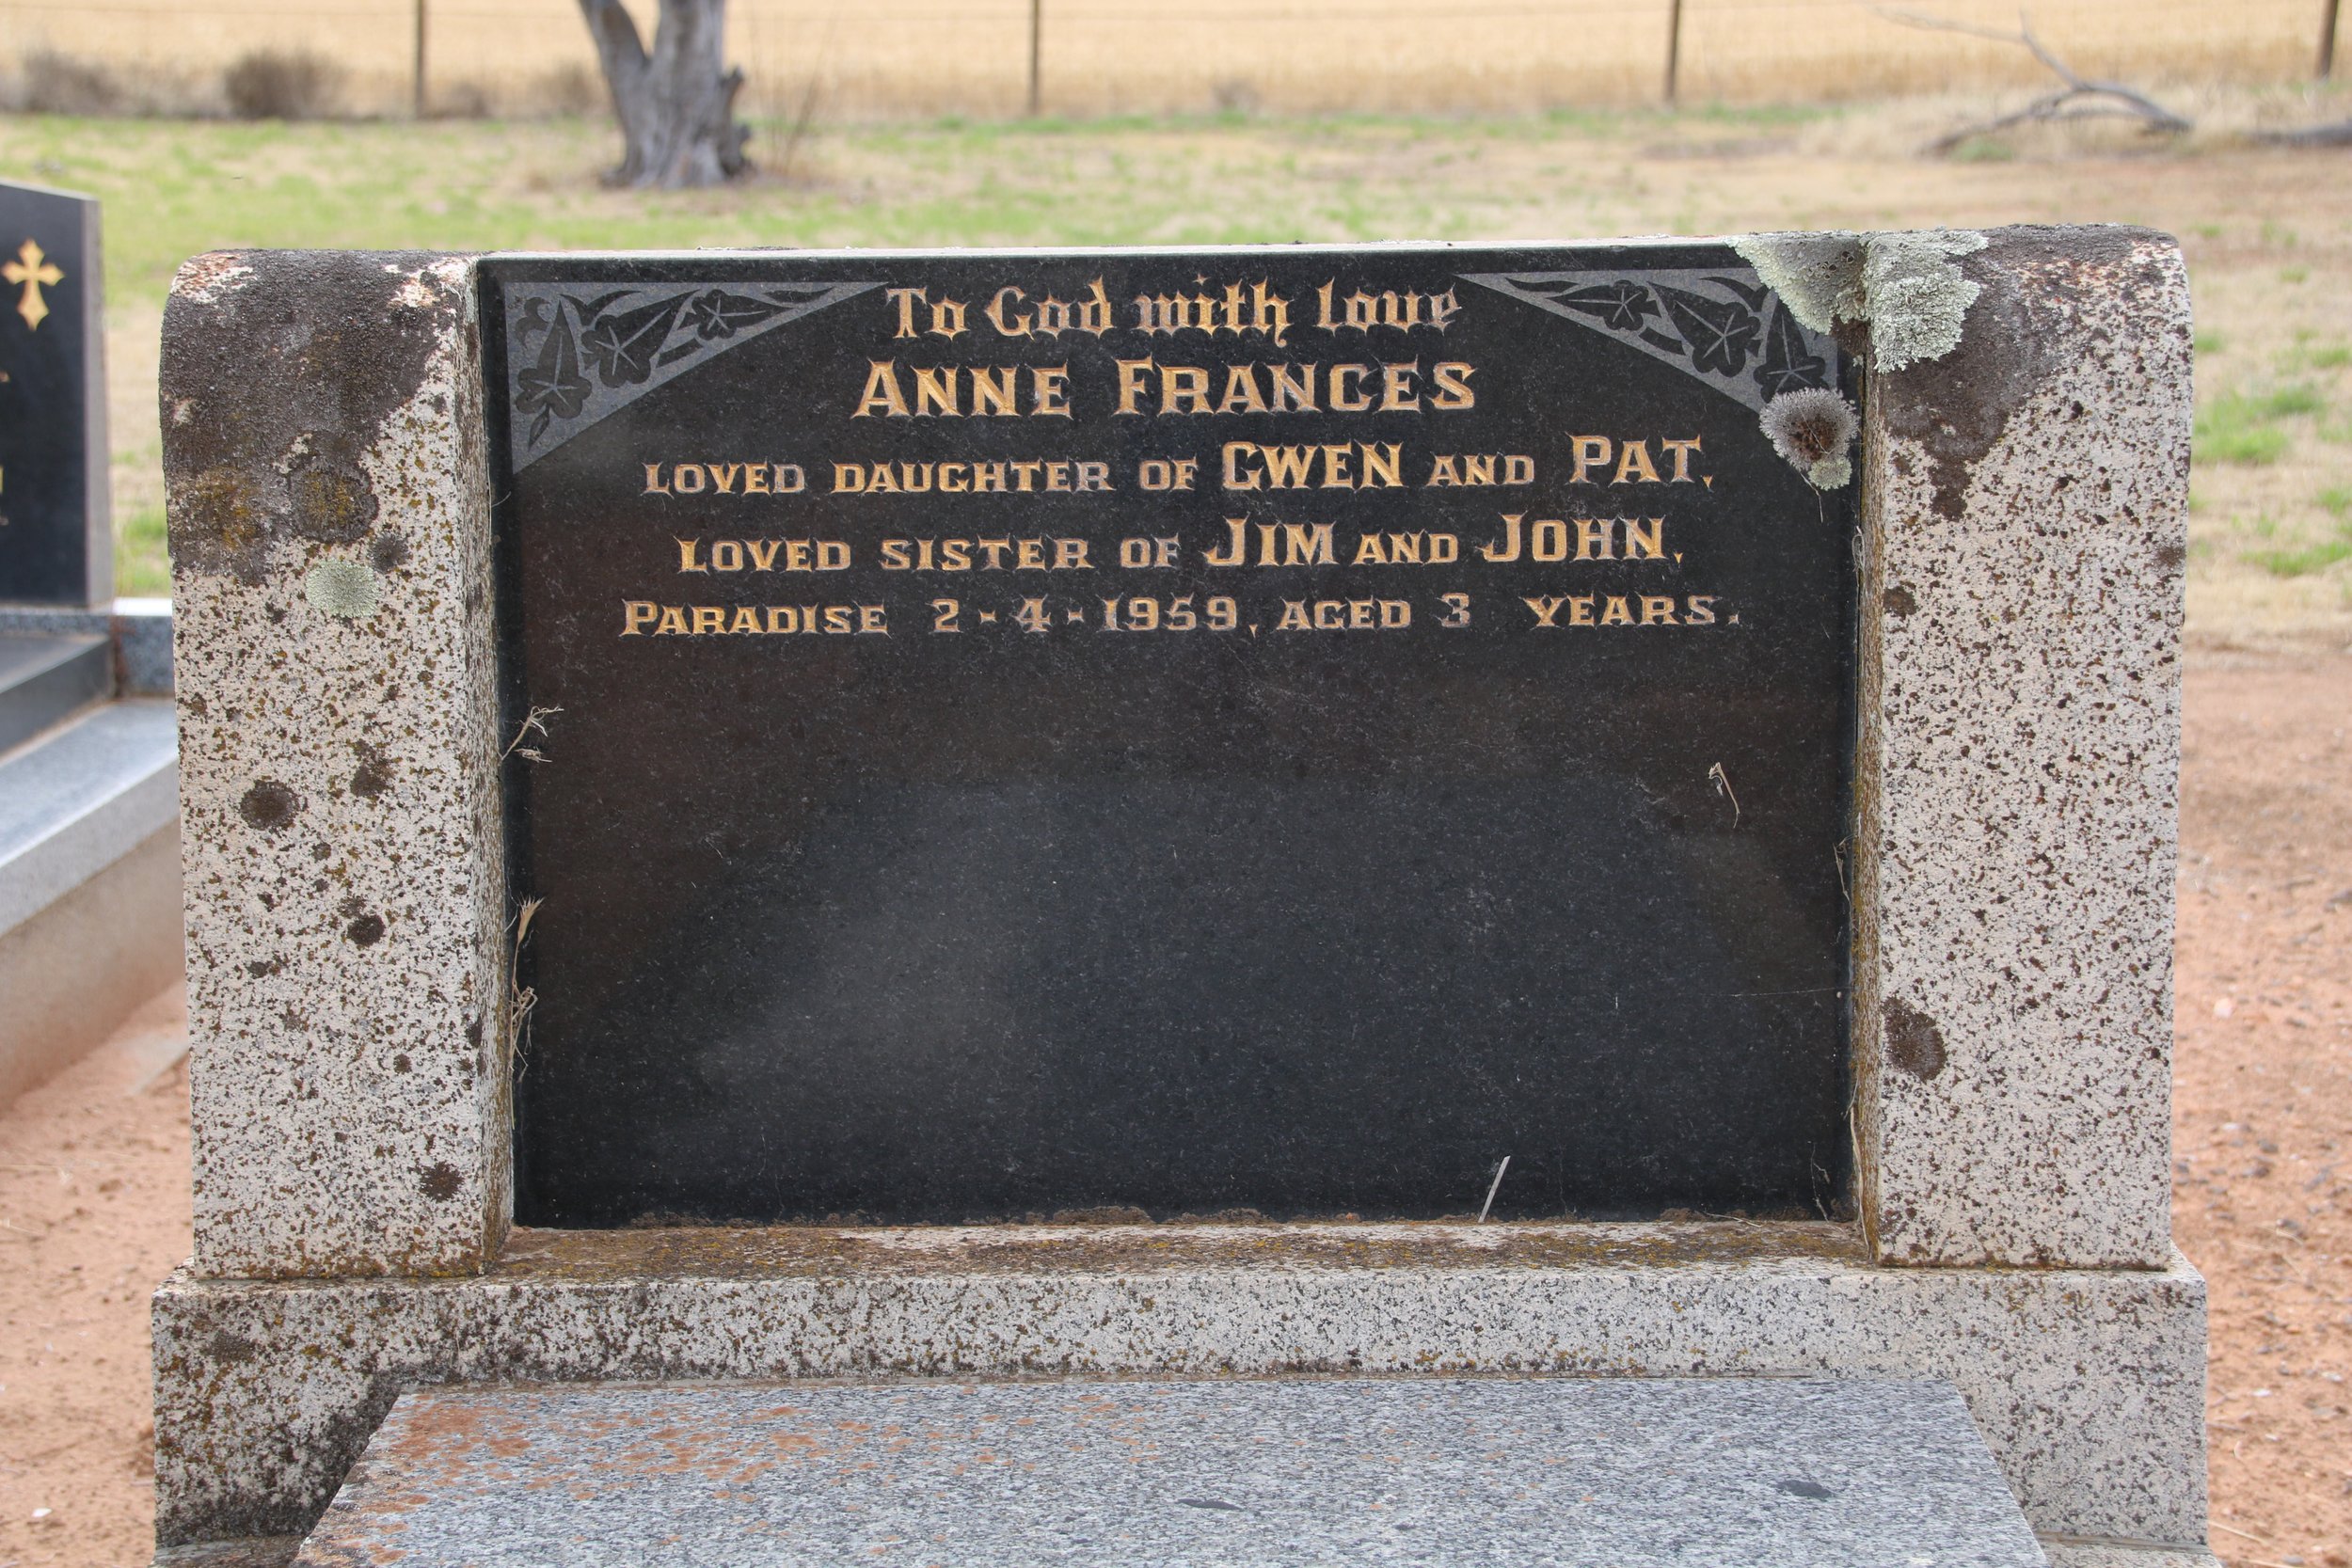 To God with love
ANNE FRANCES
LOVED DAUGHTER OF GWEN AND PAT.
LOVED SISTER OF JIM AND JOHN.
PARADISE 2-4-1959, AGED 3 YEARS.